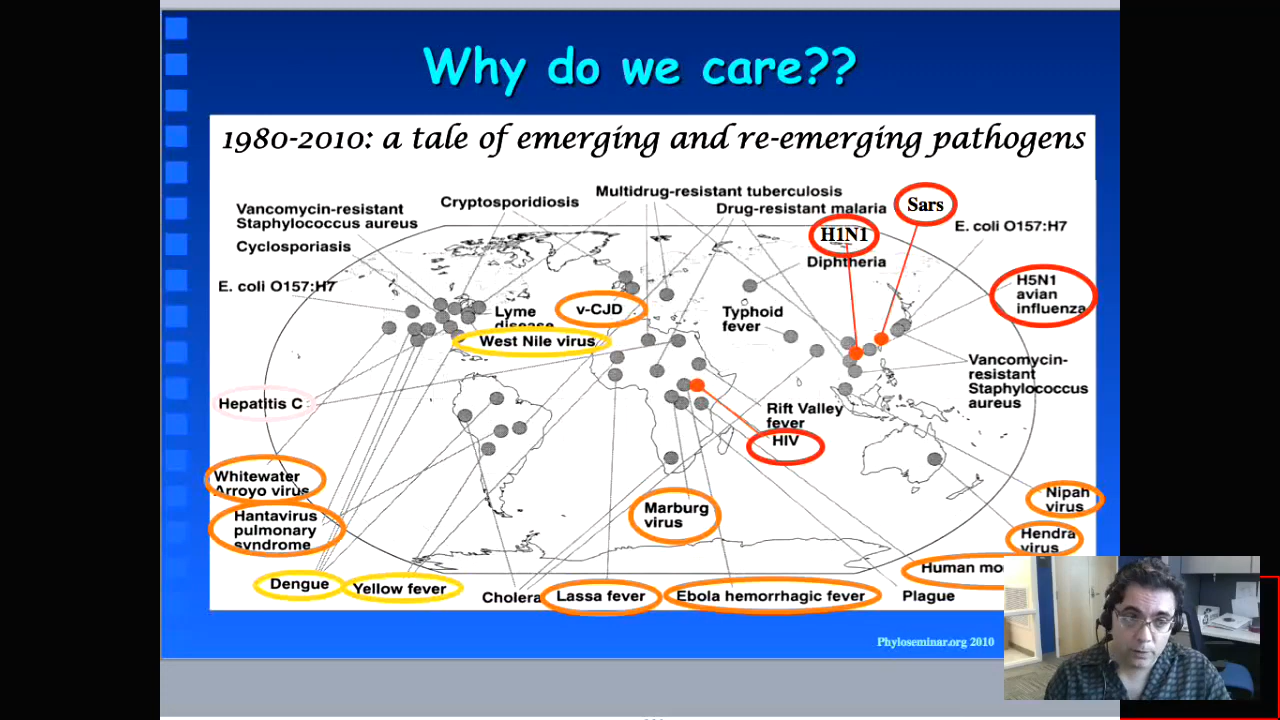 Why do we care??
1980-2010: a tale of emerging and re-emerging pathogens
Multidrug-resistant tuberculosis
Cryptosporidiosis
Drug-resistant malaria
Sars
Vancomycin-resistant
Staphylococcus aureus
H1N1
E. coli O157:H7
Cyclosporiasis
Diphtheria
E. coli O157:H7
H5N1
avian
influenza
Lyme
disease
v-CJD
Typhoid
fever
West Nile virus
Vancomycin-
resistant
Staphylococcus
aureus
Hepatitis C
Rift Valley
fever
HIV
Whitewater
Arroyo virus
Nipah
virus
Marburg
virus
Hantavirus
pulmonary
syndrome
Hendra
virus
Human mo
Dengue
Yellow fever
Cholera
Lassa fever
Ebola hemorrhagic fever
Plague
Phyloseminar.org 2010